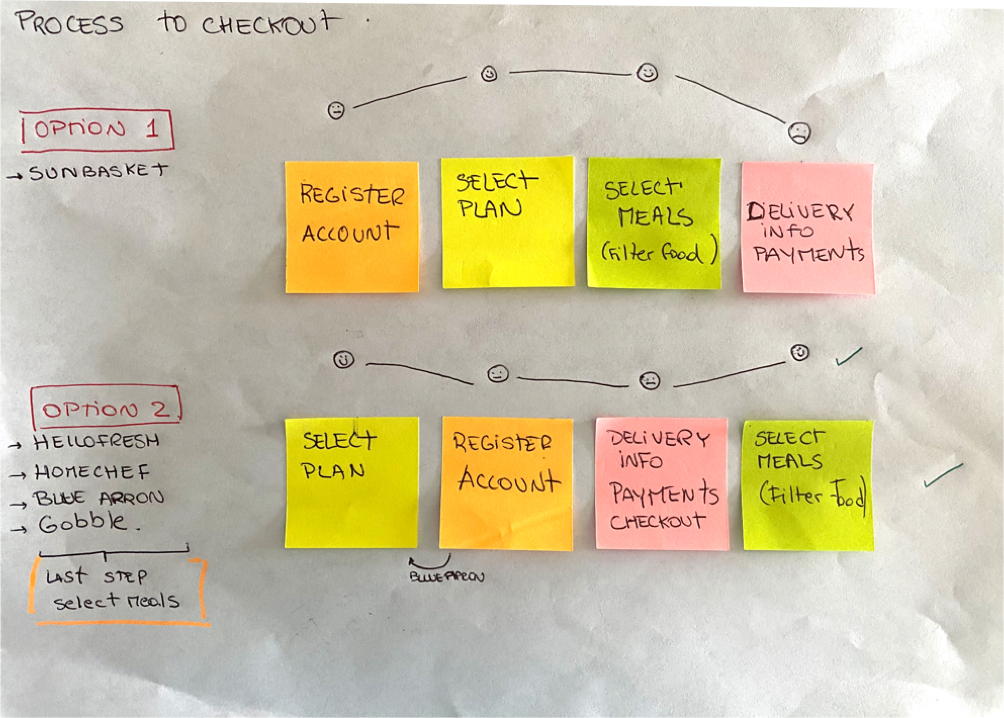 PROCESS to CHECKOUT.
OPTION 1
→ SUNBASKET
REGISTER
ACCOUNT
SELECT
PLAN
SELECT
MEALS
(Filter food)
DELIVERY
INFO
PAYMENTS
OPTION 2
→ HELLOFRESH
→ HOMECHEF
→ BLUE ARRON
→ Gobble.
LAST STEP
select Meals
SELECT
PLAN
REGISTER
ACCOUNT
DELIVERY
INFO
PAYMENTS
CHECKOUT
SELECT
MEALS
(Filter Food)
BLUE ARRON